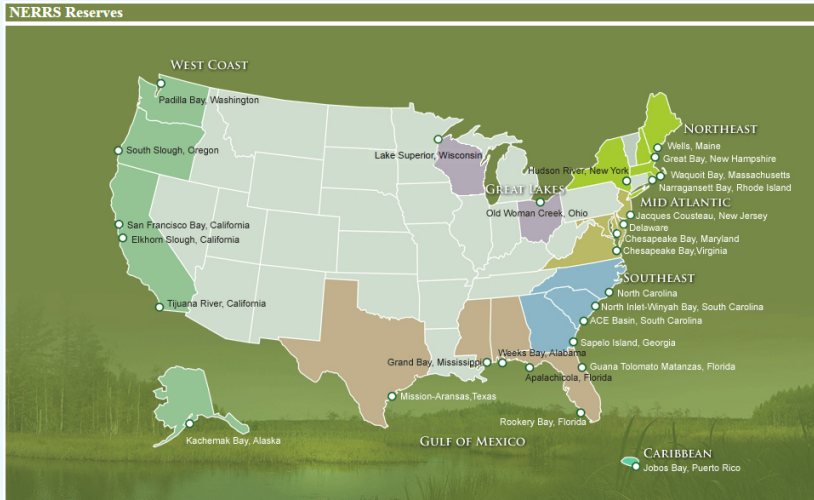 NERRS Reserves
WEST COAST
Padilla Bay, Washington
South Slough, Oregon
San Francisco Bay, California
Elkhorn Slough, California
Tijuana River, California
Kachemak Bay, Alaska
Lake Superior, Wisconsin
GREAT LAKES
Old Woman Creek, Ohio
NORTHEAST
Wells, Maine
Great Bay, New Hampshire
Waquoit Bay, Massachusetts
Narragansett Bay, Rhode Island
Hudson River, New York
MID ATLANTIC
Jacques Cousteau, New Jersey
Delaware
Chesapeake Bay, Maryland
Chesapeake Bay,Virginia
SOUTHEAST
North Carolina
North Inlet-Winyah Bay, South Carolina
ACE Basin, South Carolina
Sapelo Island, Georgia
Guana Tolomato Matanzas, Florida
Weeks Bay, Alabama
Grand Bay, Mississippi
Apalachicola, Florida
Mission-Aransas,Texas
Rookery Bay, Florida
GULF OF MEXICO
CARIBBEAN
Jobos Bay, Puerto Rico